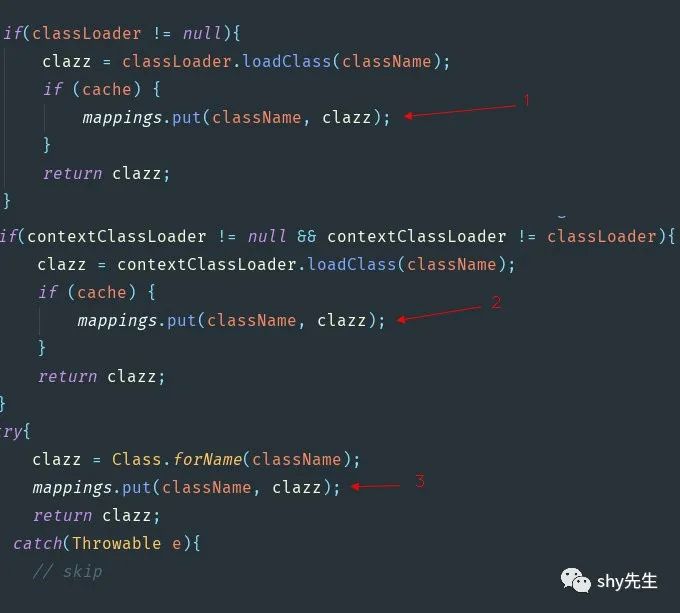 if(classLoader != null){
clazz = classLoader.loadClass(className);
if (cache) {
mappings.put(className, clazz); 1
}
return clazz;
}
if(contextClassLoader != null && contextClassLoader != classLoader){
clazz = contextClassLoader.loadClass(className);
if (cache) {
mappings.put(className, clazz); 2
}
return clazz;
}
ry{
clazz = Class.forName(className);
mappings.put(className, clazz); 3
return clazz;
catch(Throwable e){
// skip
shy先生